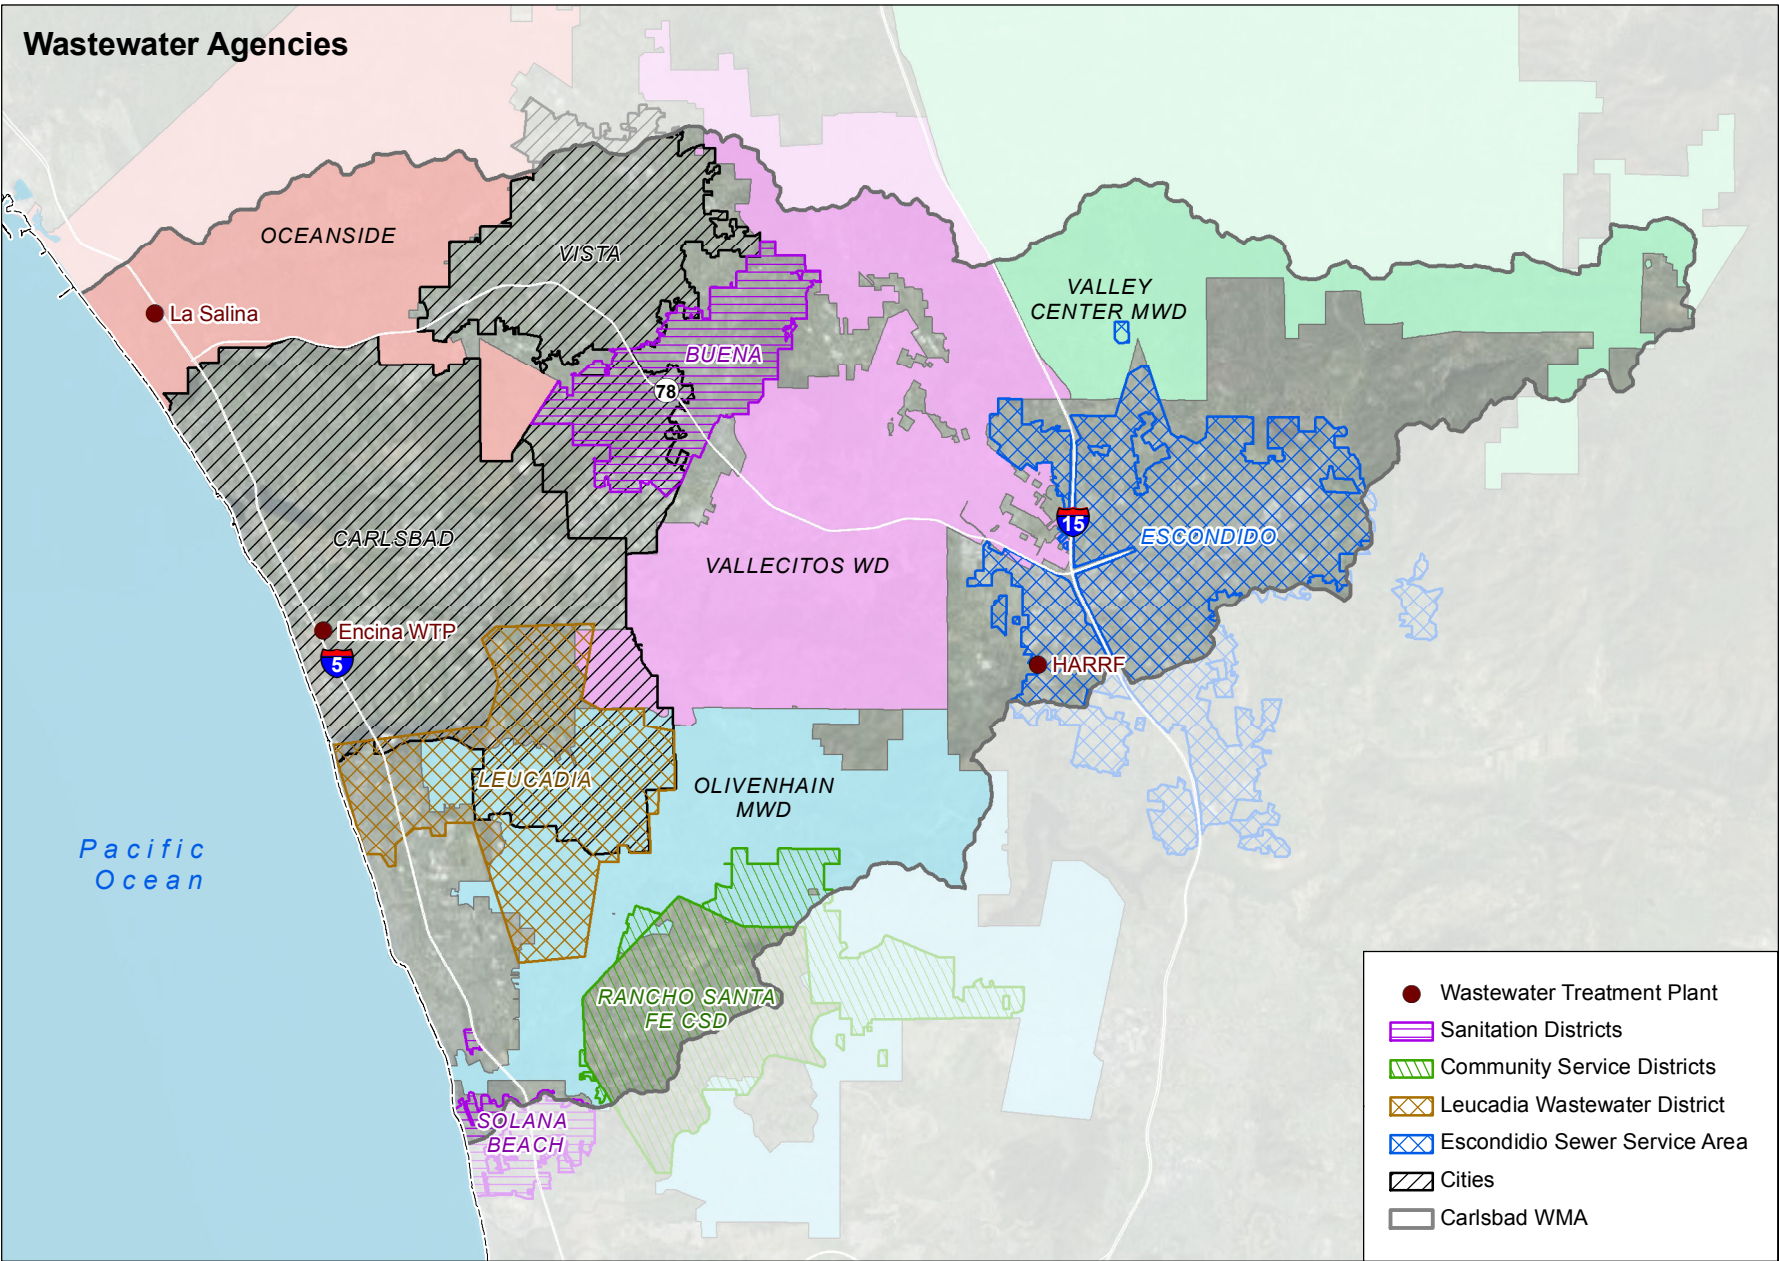 Wastewater Agencies
OCEANSIDE
VISTA
La Salina
VALLEY
CENTER MWD
BUENA
78
CARLSBAD
VALLECITOS WD
15
ESCONDIDO
Encina WTP
5
HARRF
LEUCADIA
OLIVENHAIN
MWD
Pacific
Ocean
RANCHO SANTA
FE CSD
SOLANA
BEACH
Wastewater Treatment Plant
Sanitation Districts
Community Service Districts
Leucadia Wastewater District
Escondidio Sewer Service Area
Cities
Carlsbad WMA